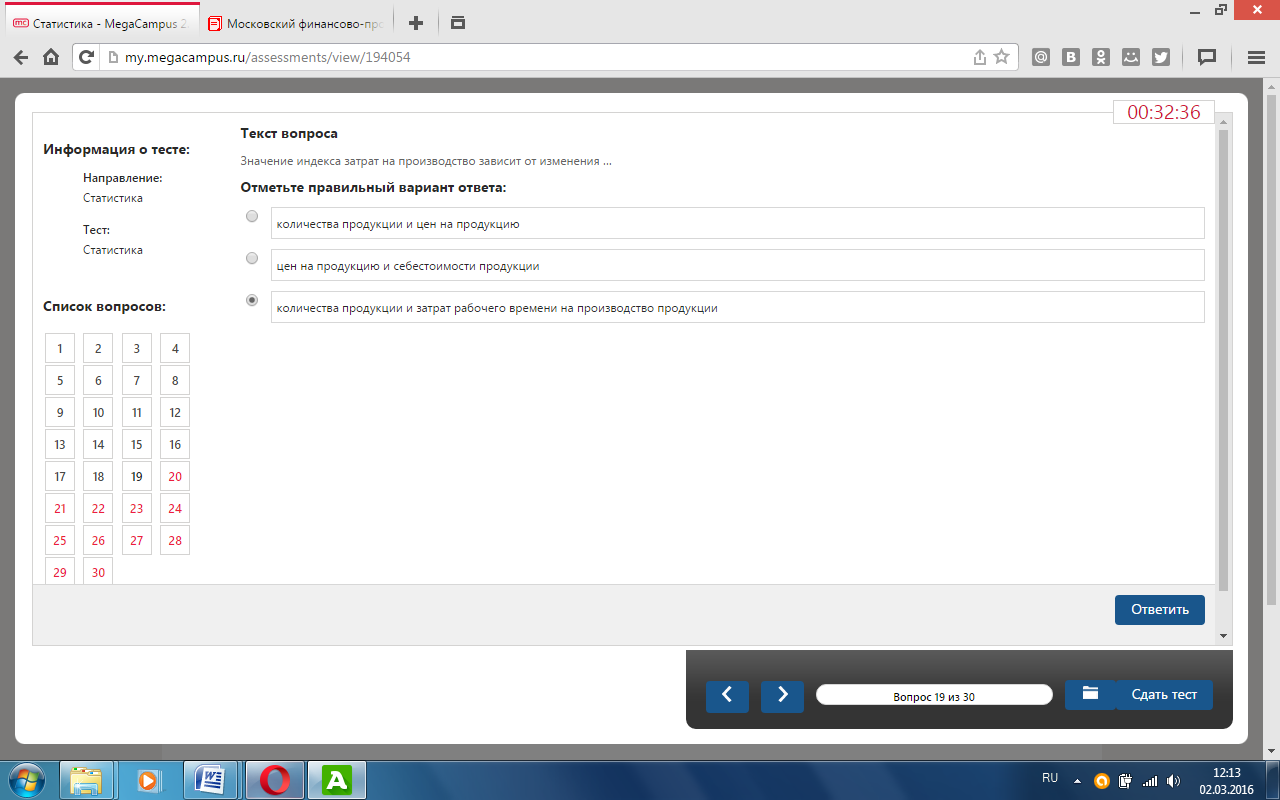 Статистика - MegaCampus 2
Московский финансово-про
my.megacampus.ru/assessments/view/194054
00:32:36
Информация о тесте:
Направление:
Статистика
Тест:
Статистика
Список вопросов:
1 2 3 4
5 6 7 8
9 10 11 12
13 14 15 16
17 18 19 20
21 22 23 24
25 26 27 28
29 30
Текст вопроса
Значение индекса затрат на производство зависит от изменения ...
Отметьте правильный вариант ответа:
количества продукции и цен на продукцию
цен на продукцию и себестоимости продукции
количества продукции и затрат рабочего времени на производство продукции
Ответить
Вопрос 19 из 30
Сдать тест
RU
12:13
02.03.2016